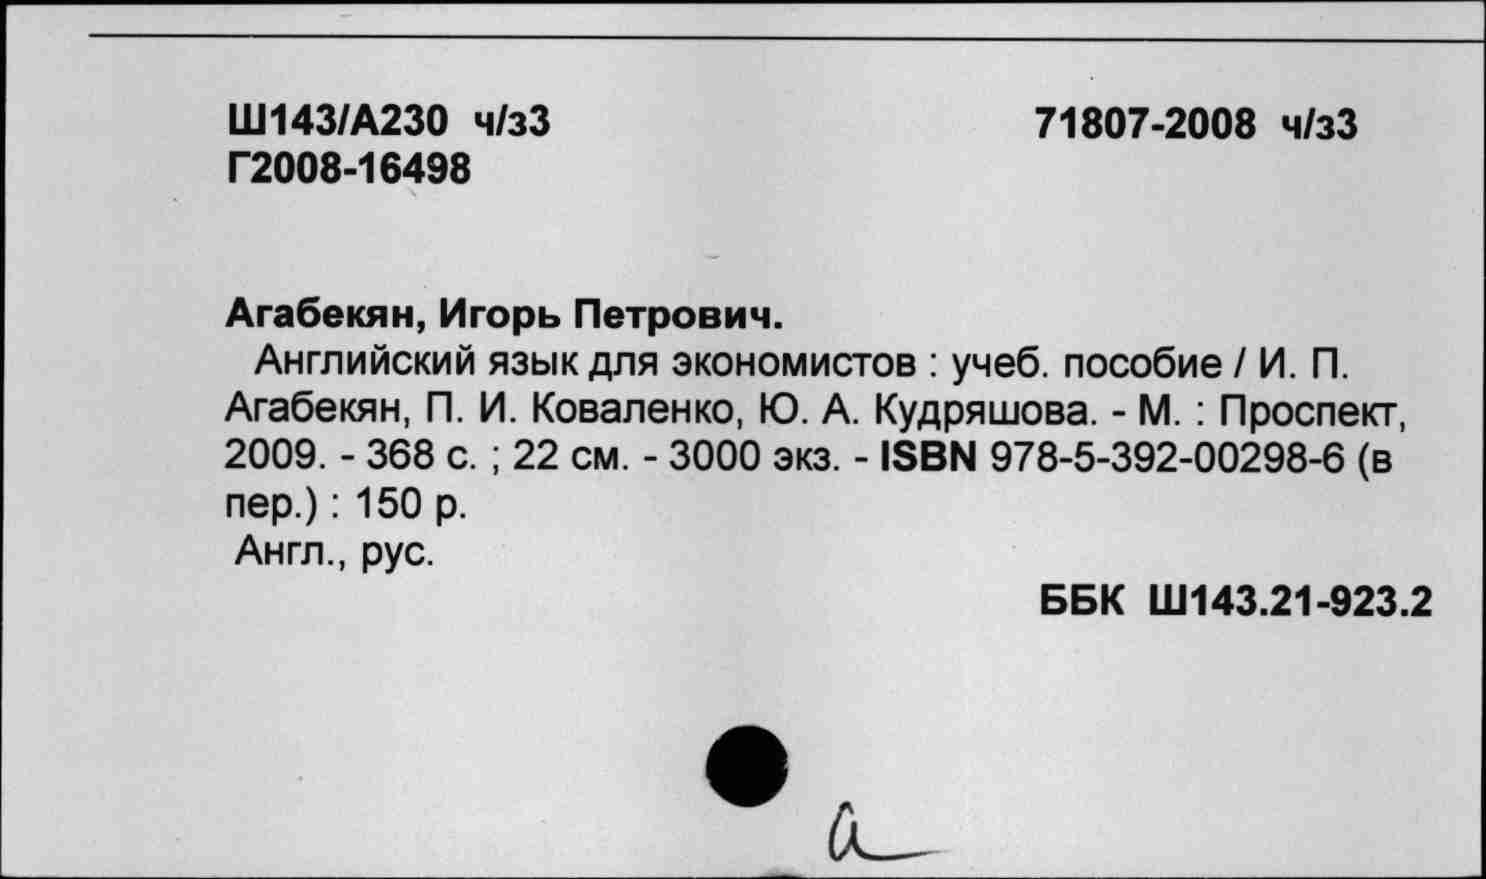 Ш143/А230 ч/з3 71807-2008 ч/з3
Г2008-16498
Агабекян, Игорь Петрович.
Английский язык для экономистов : учеб. пособие / И. П.
Агабекян, П. И. Коваленко, Ю. А. Кудряшова. - М. : Проспект,
2009. - 368 с. ; 22 см. - 3000 экз. - ISBN 978-5-392-00298-6 (в
пер.) : 150 р.
Англ., рус.
ББК Ш143.21-923.2